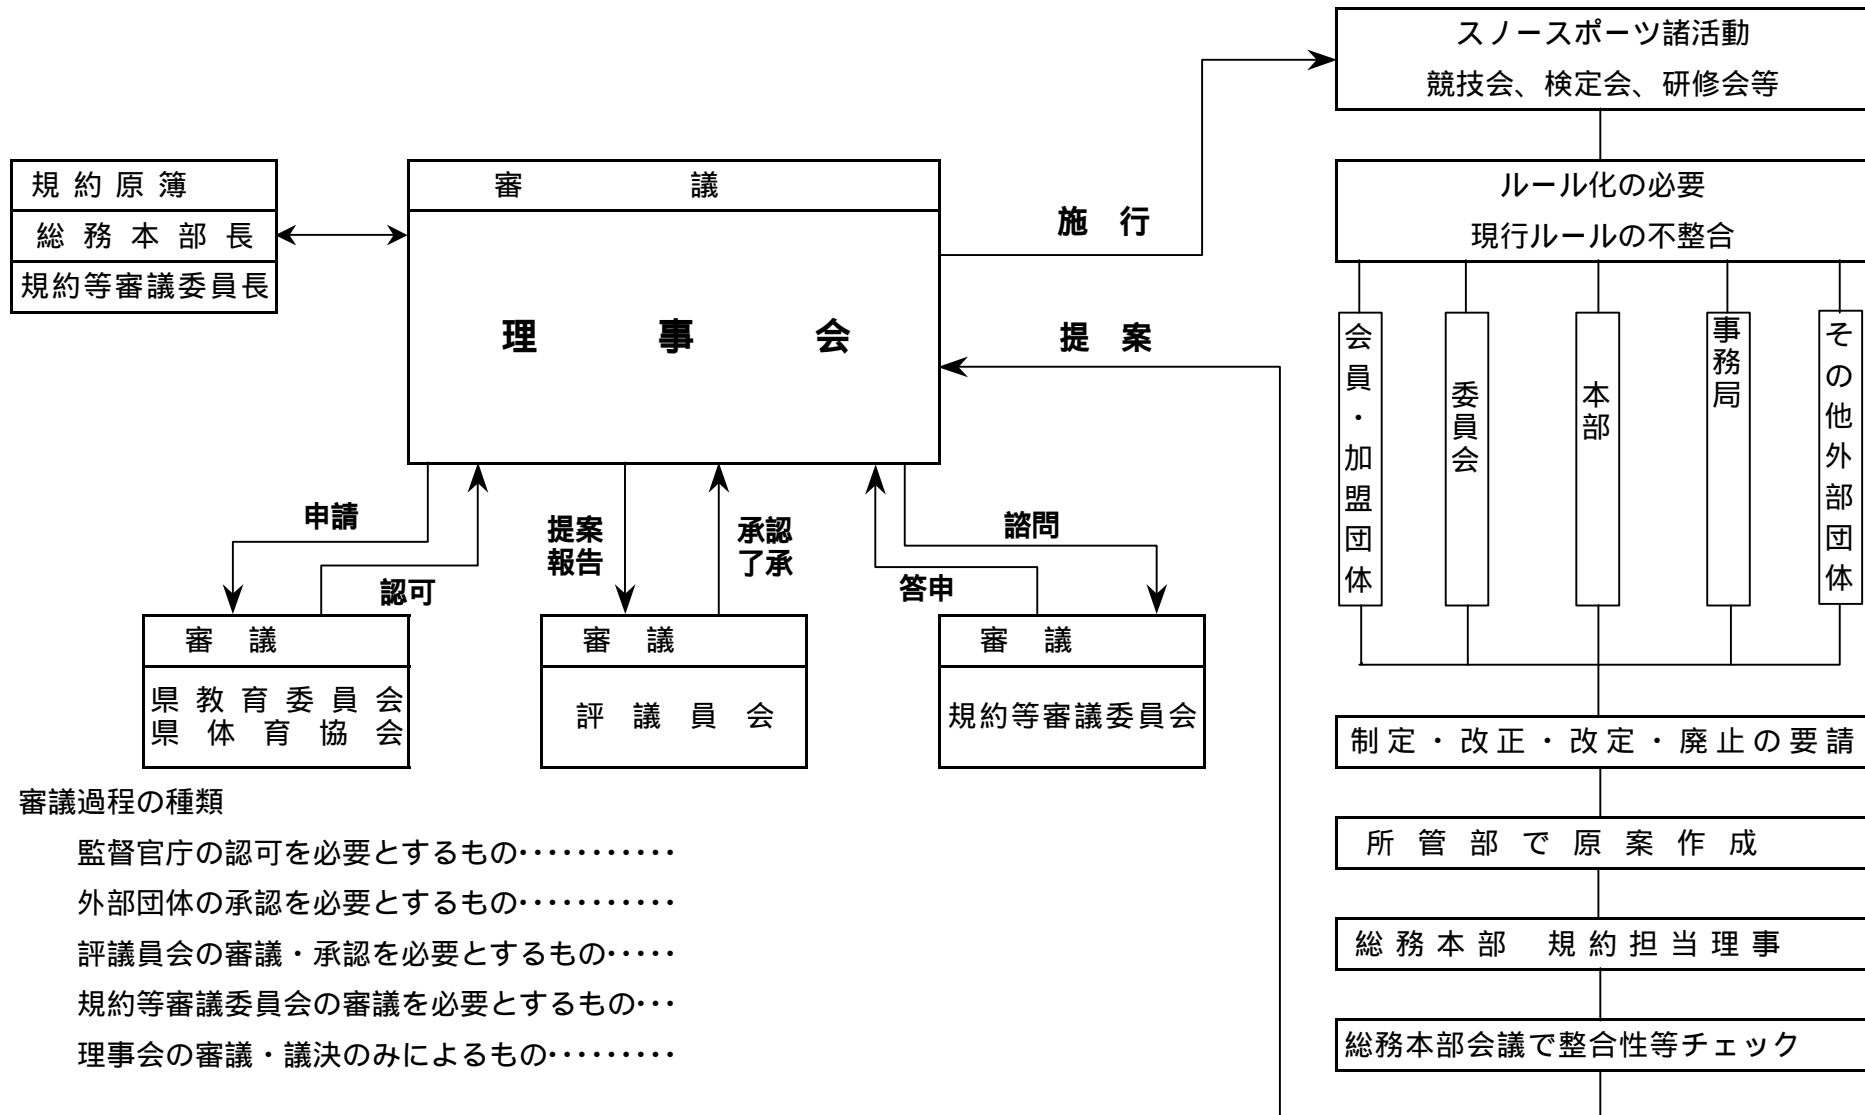 スノースポーツ諸活動
競技会、検定会、研修会等
規約原簿
総務本部長
規約等審議委員長
審議
理事会
施行
提案
ルール化の必要
現行ルールの不整合
会員・加盟団体
委員会
本部
事務局
その他外部団体
申請
認可
提案
報告
承認
了承
諮問
答申
審議
県教育委員会
県体育協会
審議
評議員会
審議
規約等審議委員会
制定・改正・改定・廃止の要請
所管部で原案作成
総務本部 規約担当理事
総務本部会議で整合性等チェック
審議過程の種類
監督官庁の認可を必要とするもの・・・・・・・・・・・
外部団体の承認を必要とするもの・・・・・・・・・・・
評議員会の審議・承認を必要とするもの・・・・・
規約等審議委員会の審議を必要とするもの・・・
理事会の審議・議決のみによるもの・・・・・・・・・